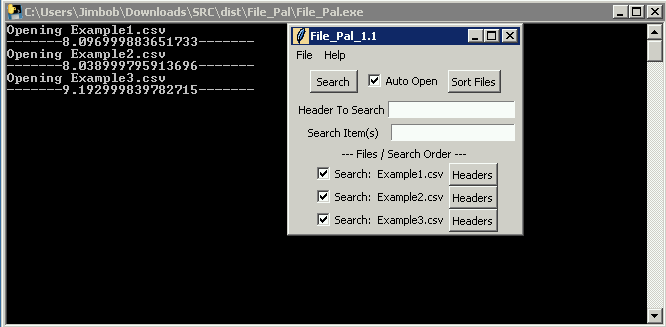 C:\Users\Jimbob\Downloads\SRC\dist\File_Pal\File_Pal.exe
Opening Example1.csv
-------8.096999883651733-------
Opening Example2.csv
-------8.038999795913696-------
Opening Example3.csv
-------9.192999839782715-------
File_Pal_1.1
File Help
Search Auto Open Sort Files
Header To Search
Search Item(s)
--- Files / Search Order ---
Search: Example1.csv Headers
Search: Example2.csv Headers
Search: Example3.csv Headers